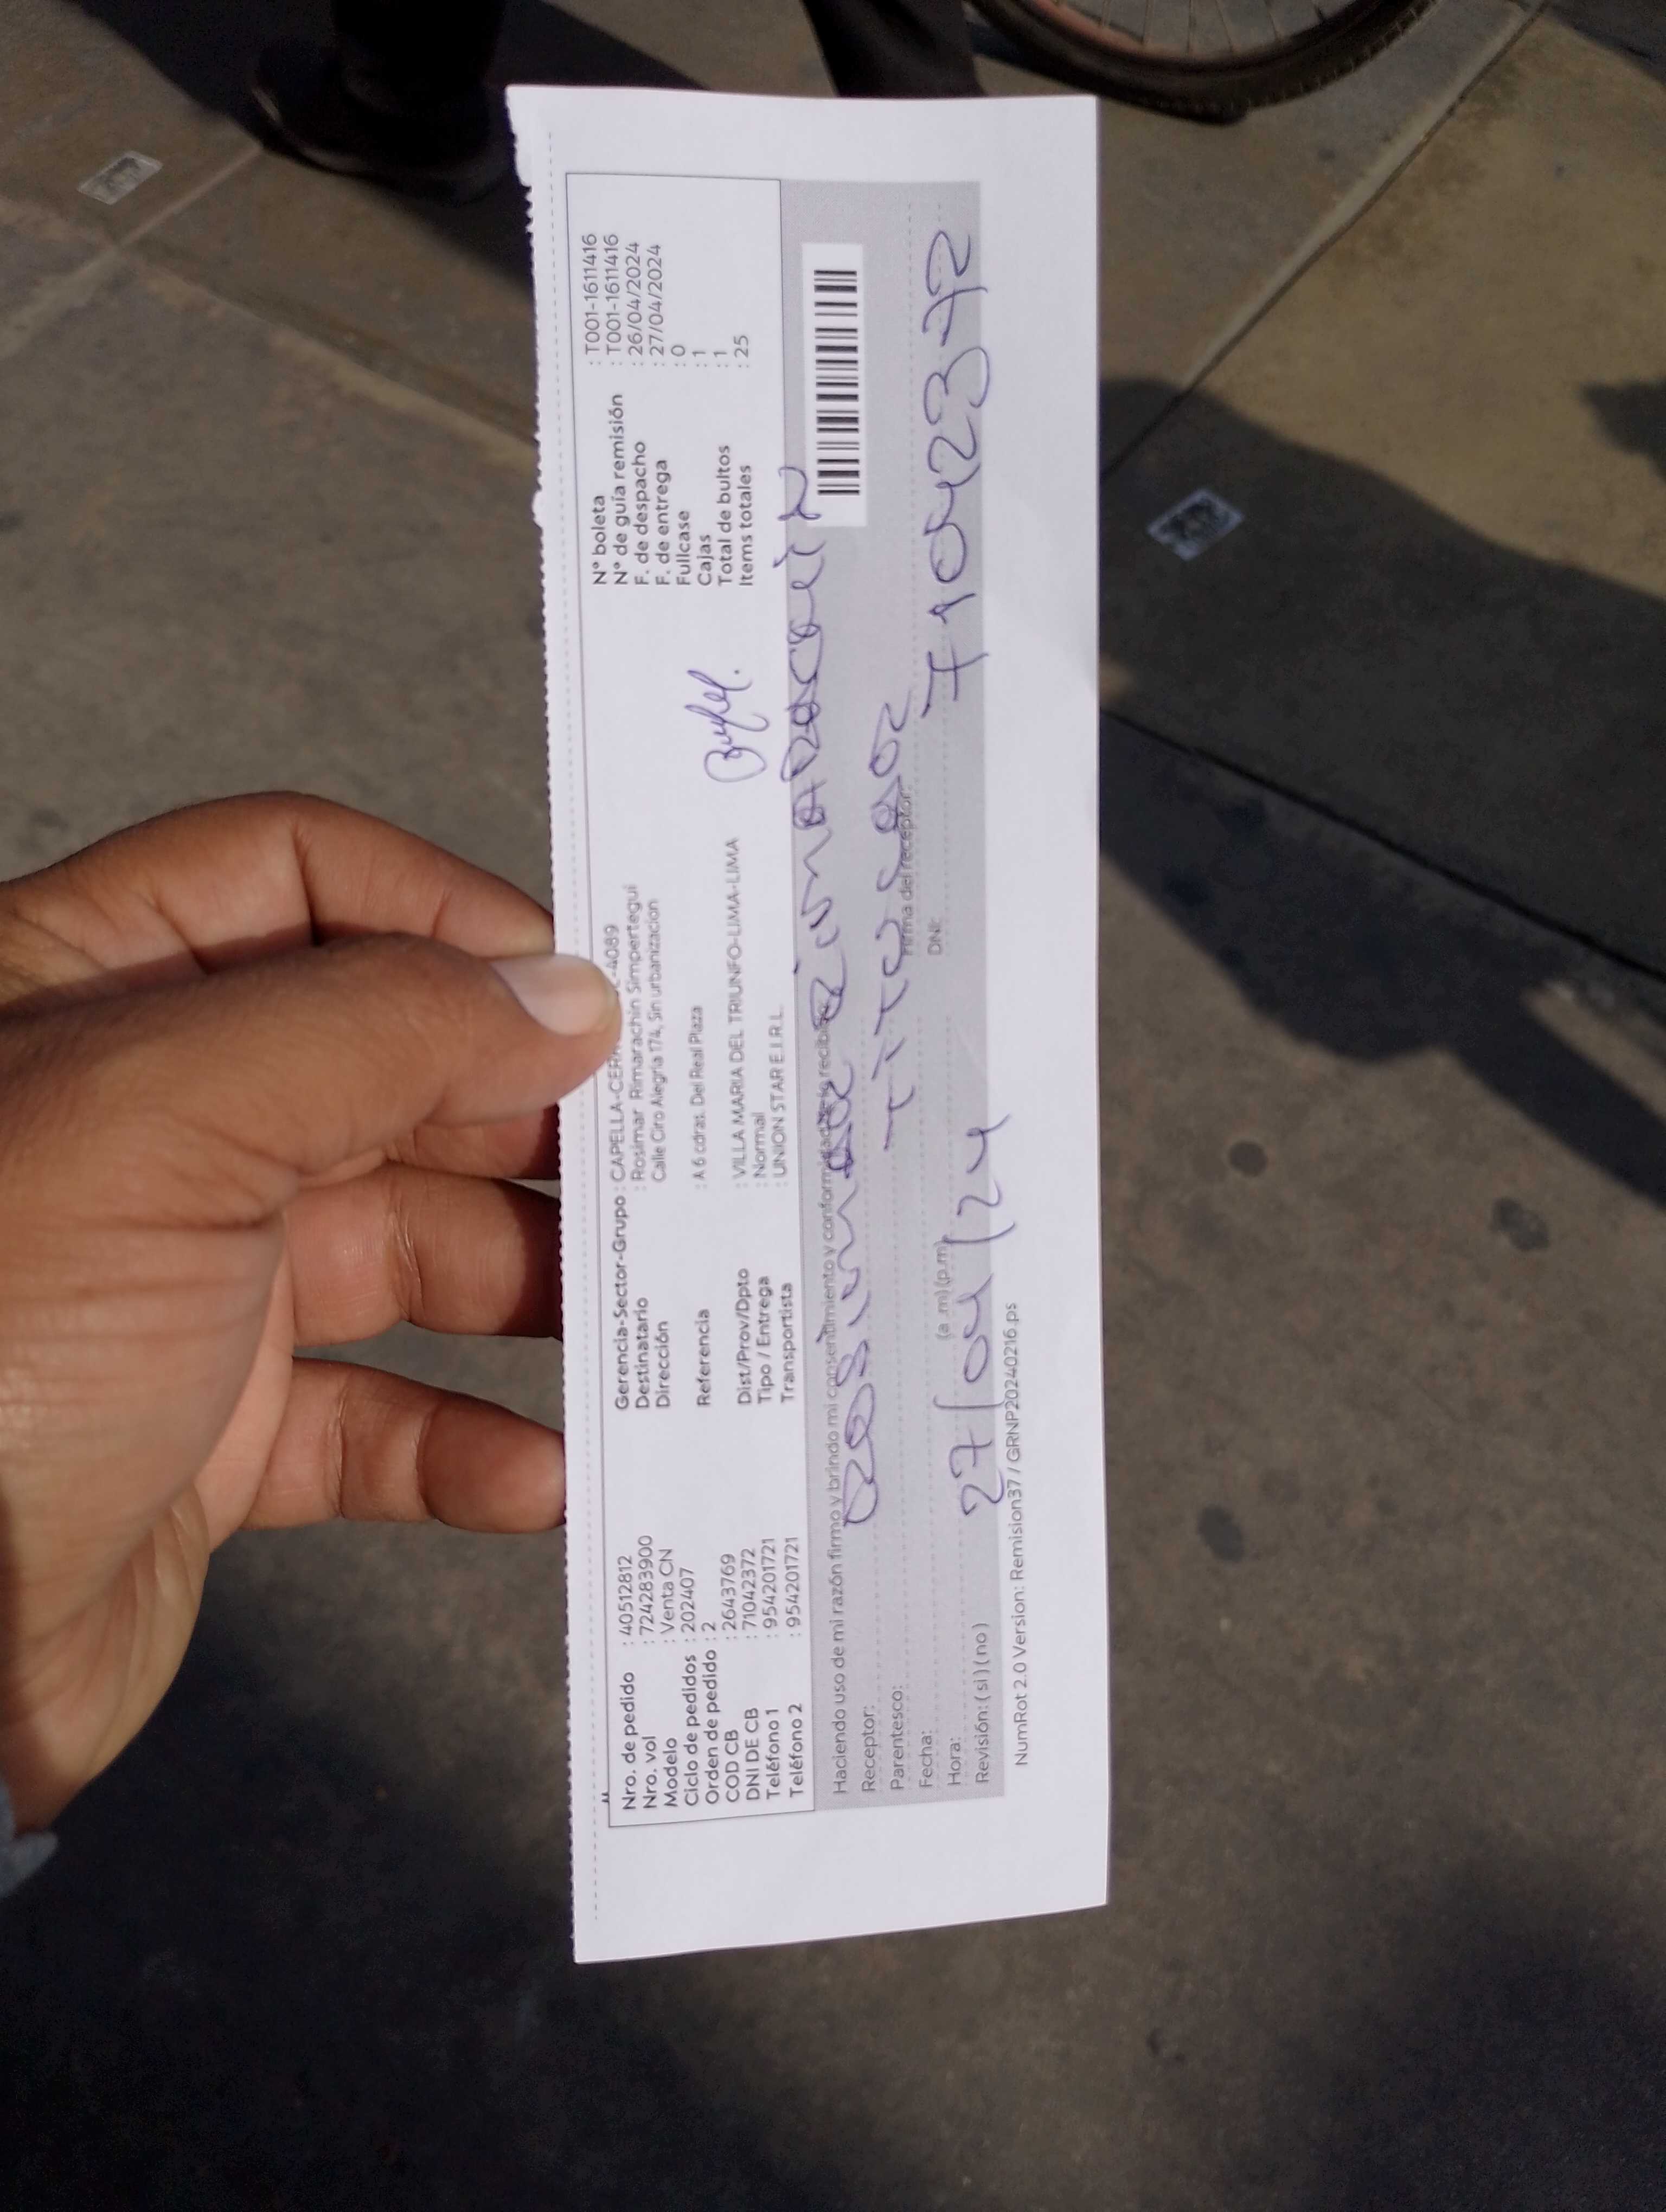 Nro. de pedido : 40512812
Nro. vol : 724283900
Modelo : Venta CN
Ciclo de pedidos : 202407
Orden de pedido : 2
COD CB : 2643769
DNI DE CB : 71042372
Teléfono 1 : 954201721
Teléfono 2 : 954201721
Gerencia-Sector-Grupo : CAPELLA-CER -4089
Destinatario : Rosimar Rimarachin Simpertegui
Dirección Calle Ciro Alegria 174, Sin urbanizacion
Referencia : A 6 cdras. Del Real Plaza
Dist/Prov/Dpto : VILLA MARIA DEL TRIUNFO-LIMA-LIMA
Tipo / Entrega : Normal
Transportista : UNION STAR E.I.R.L.
N° boleta : T001-1611416
N° de guía remisión : T001-1611416
F. de despacho : 26/04/2024
F. de entrega : 27/04/2024
Fullcase : 0
Cajas : 1
Total de bultos : 1
Items totales : 25
Haciendo uso de mi razón firmo y brindo mi consentimiento y conformidad de lo recibido
Receptor: Rosimar Rimarachin
Parentesco: Titular
Firma del receptor
Fecha: 27/04/24
DNI: 71042372
Hora: (a.m)(p.m)
Revisión: (si)(no)
NumRot 2.0 Version: Remision37 / GRNP20240216.ps